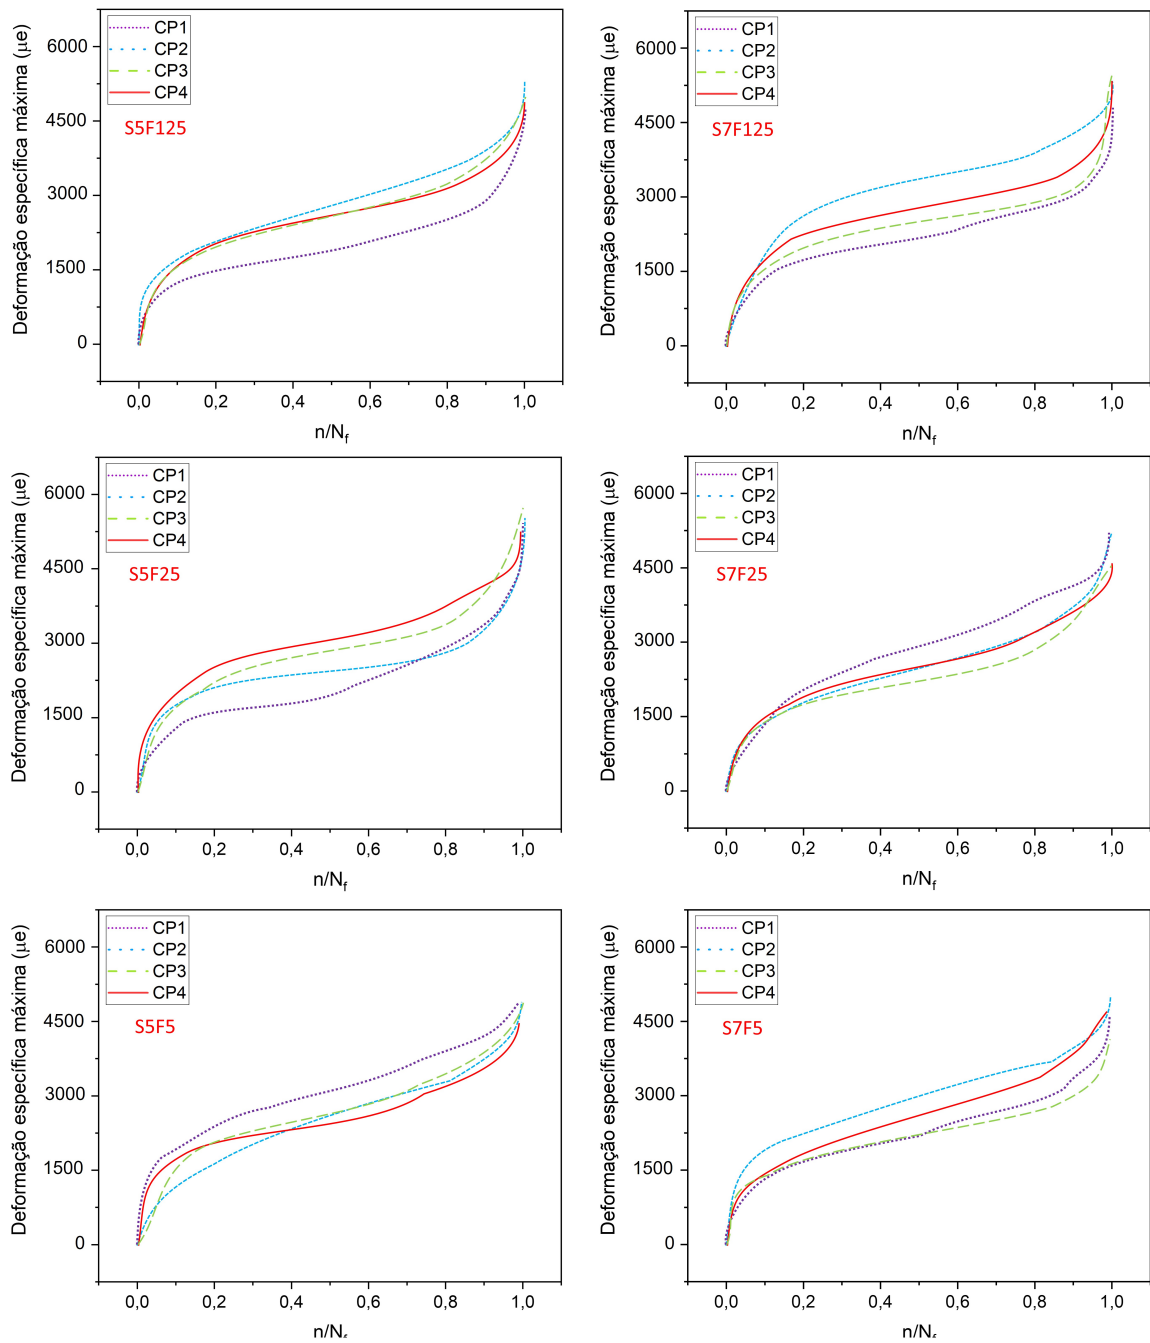 CP1
CP2
CP3
CP4
S5F125
Deformação específica máxima (μe)
6000
4500
3000
1500
0
0,0 0,2 0,4 0,6 0,8 1,0
n/Nf
CP1
CP2
CP3
CP4
S7F125
Deformação específica máxima (μe)
6000
4500
3000
1500
0
0,0 0,2 0,4 0,6 0,8 1,0
n/Nf
CP1
CP2
CP3
CP4
S5F25
Deformação específica máxima (μe)
6000
4500
3000
1500
0
0,0 0,2 0,4 0,6 0,8 1,0
n/Nf
CP1
CP2
CP3
CP4
S7F25
Deformação específica máxima (μe)
6000
4500
3000
1500
0
0,0 0,2 0,4 0,6 0,8 1,0
n/Nf
CP1
CP2
CP3
CP4
S5F5
Deformação específica máxima (μe)
6000
4500
3000
1500
0
0,0 0,2 0,4 0,6 0,8 1,0
n/Nf
CP1
CP2
CP3
CP4
S7F5
Deformação específica máxima (μe)
6000
4500
3000
1500
0
0,0 0,2 0,4 0,6 0,8 1,0
n/Nf